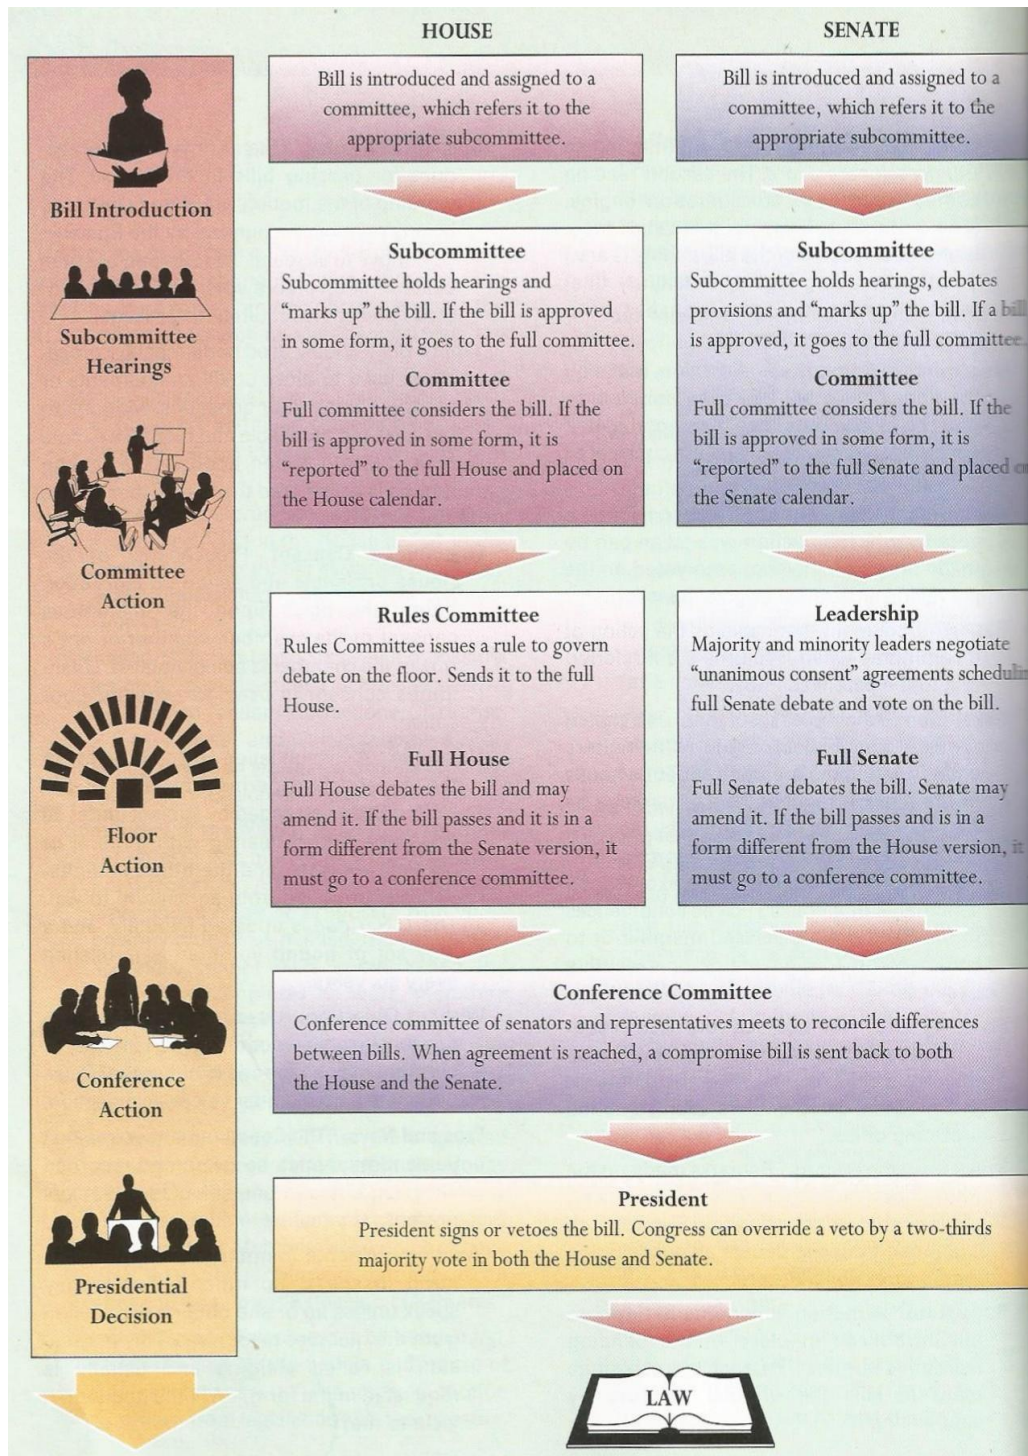 HOUSE
SENATE
Bill Introduction
Subcommittee
Hearings
Committee
Action
Floor
Action
Conference
Action
Presidential
Decision
Bill is introduced and assigned to a
committee, which refers it to the
appropriate subcommittee.
Bill is introduced and assigned to a
committee, which refers it to the
appropriate subcommittee.
Subcommittee
Subcommittee holds hearings and
“marks up” the bill. If the bill is approved
in some form, it goes to the full committee.
Committee
Full committee considers the bill. If the
bill is approved in some form, it is
“reported” to the full House and placed on
the House calendar.
Subcommittee
Subcommittee holds hearings, debates
provisions and “marks up” the bill. If a bill
is approved, it goes to the full committee.
Committee
Full committee considers the bill. If the
bill is approved in some form, it is
“reported” to the full Senate and placed
the Senate calendar.
Rules Committee
Rules Committee issues a rule to govern
debate on the floor. Sends it to the full
House.
Full House
Full House debates the bill and may
amend it. If the bill passes and it is in a
form different from the Senate version, it
must go to a conference committee.
Leadership
Majority and minority leaders negotiate
“unanimous consent” agreements
full Senate debate and vote on the bill.
Full Senate
Full Senate debates the bill. Senate may
amend it. If the bill passes and is in a
form different from the House version, it
must go to a conference committee.
Conference Committee
Conference committee of senators and representatives meets to reconcile differences
between bills. When agreement is reached, a compromise bill is sent back to both
the House and the Senate.
President
President signs or vetoes the bill. Congress can override a veto by a two-thirds
majority vote in both the House and Senate.
LAW